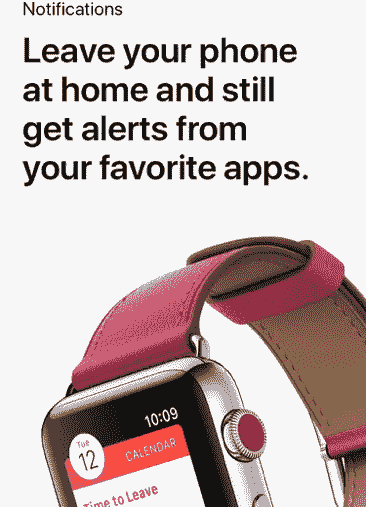 Notifications
Leave your phone
at home and still
get alerts from
your favorite apps.
10:09
Tue
12
CALENDAR
Time to Leave